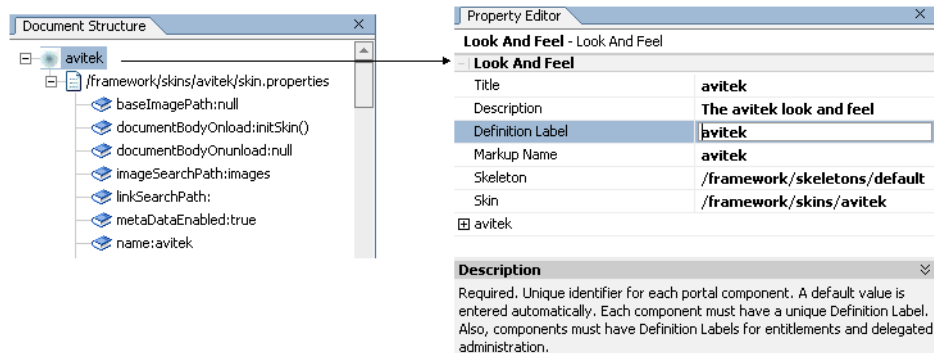 Document Structure
avitek
/framework/skins/avitek/skin.properties
baseImagePath:null
documentBodyOnload:initSkin()
documentBodyOnunload:null
imageSearchPath:images
linkSearchPath:
metaDataEnabled:true
name:avitek
Property Editor
Look And Feel - Look And Feel
Look And Feel
Title avitek
Description The avitek look and feel
Definition Label avitek
Markup Name avitek
Skeleton /framework/skeletons/default
Skin /framework/skins/avitek
avitek
Description
Required. Unique identifier for each portal component. A default value is
entered automatically. Each component must have a unique Definition Label.
Also, components must have Definition Labels for entitlements and delegated
administration.